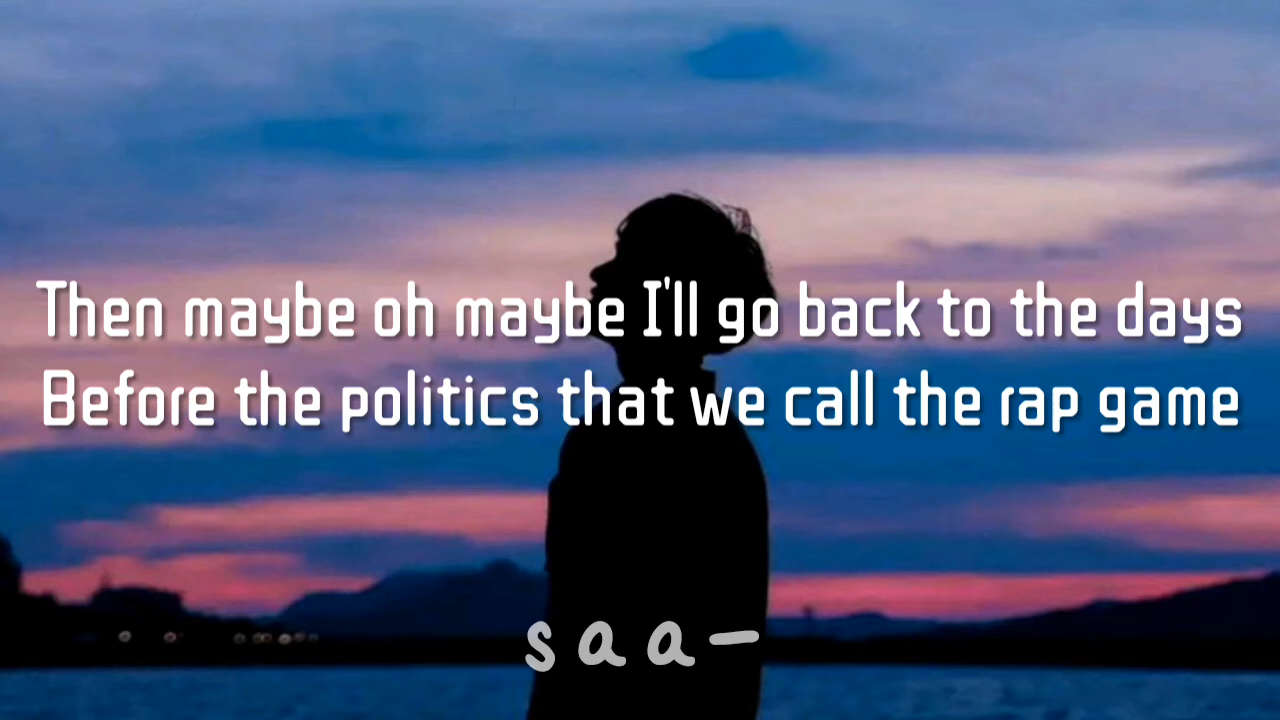 Then maybe oh maybe I'll go back to the days
Before the politics that we call the rap game
saa-